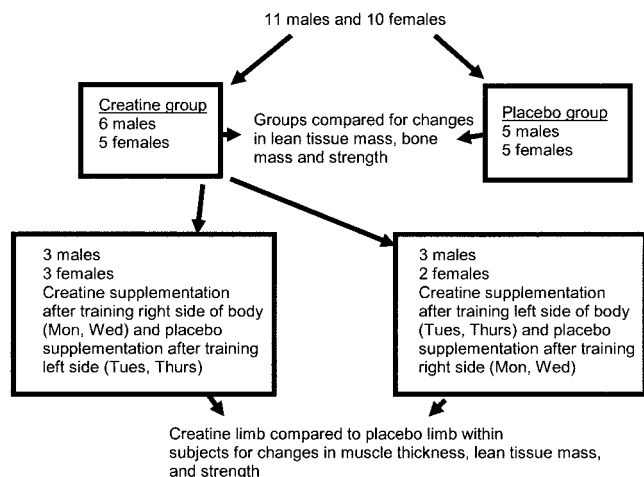 11 males and 10 females
Creatine group
6 males
5 females
Groups compared for changes
in lean tissue mass, bone
mass and strength
Placebo group
5 males
5 females
3 males
3 females
Creatine supplementation
after training right side of body
(Mon, Wed) and placebo
supplementation after training
left side (Tues, Thurs)
3 males
2 females
Creatine supplementation
after training left side of body
(Tues, Thurs) and placebo
supplementation after training
right side (Mon, Wed)
Creatine limb compared to placebo limb within
subjects for changes in muscle thickness, lean tissue mass,
and strength